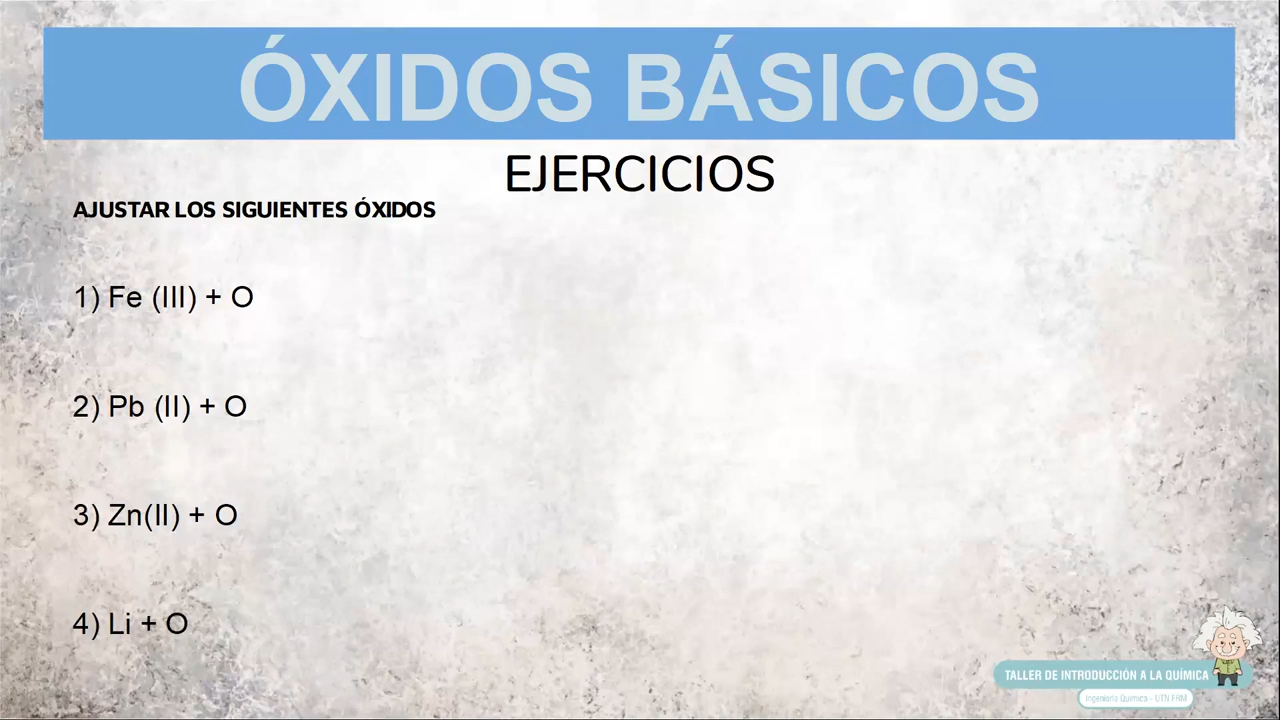 ÓXIDOS BÁSICOS
EJERCICIOS
AJUSTAR LOS SIGUIENTES ÓXIDOS
1) Fe (III) + O
2) Pb (II) + O
3) Zn(II) + O
4) Li + O
TALLER DE INTRODUCCIÓN A LA QUÍMICA
Ingeniería Química - UTN FRM